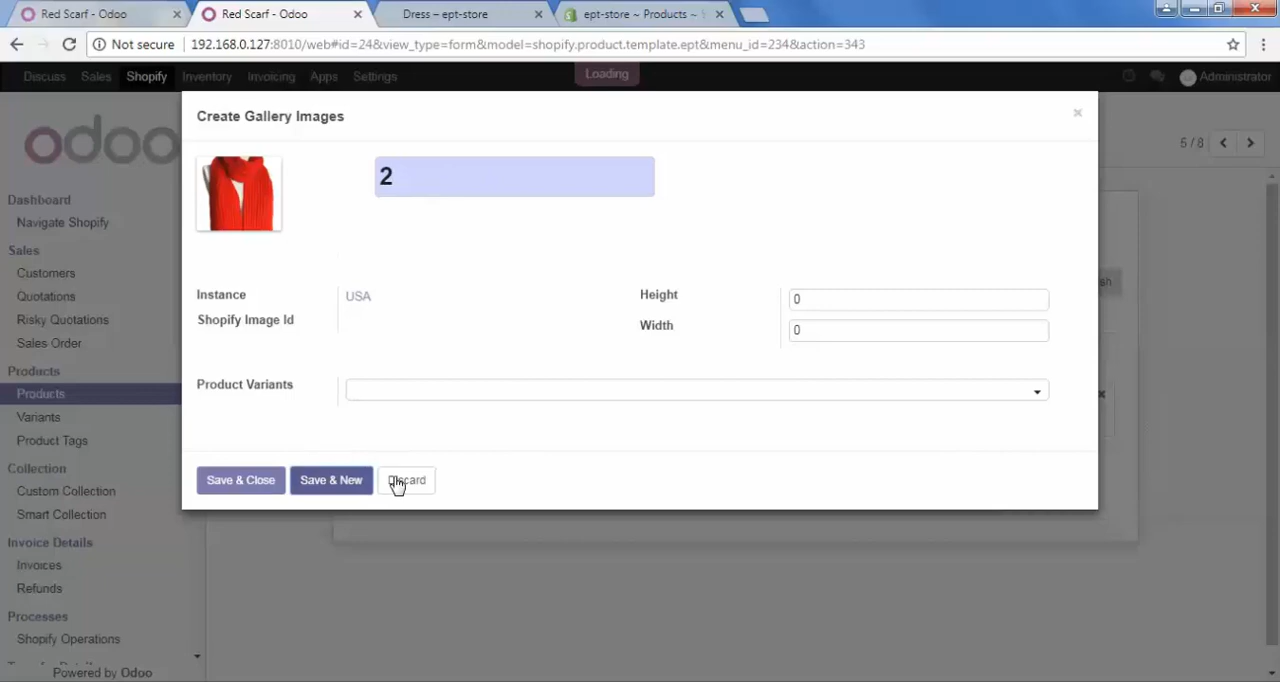 Red Scarf - Odoo
Red Scarf - Odoo
Dress – ept-store
ept-store ~ Products ~
Not secure
192.168.0.127:8010/web#id=24&view_type=form&model=shopify.product.template.ept&menu_id=234&action=343
Discuss Sales Shopify Inventory Invoicing Apps Settings
Loading
Administrator
odoo
Create Gallery Images
×
5 / 8
2
Dashboard
Navigate Shopify
Sales
Customers
Quotations
Risky Quotations
Sales Order
Products
Products
Variants
Product Tags
Collection
Custom Collection
Smart Collection
Invoice Details
Invoices
Refunds
Processes
Shopify Operations
Powered by Odoo
Instance USA
Shopify Image Id
Height 0
Width 0
Product Variants
Save & Close
Save & New
Discard